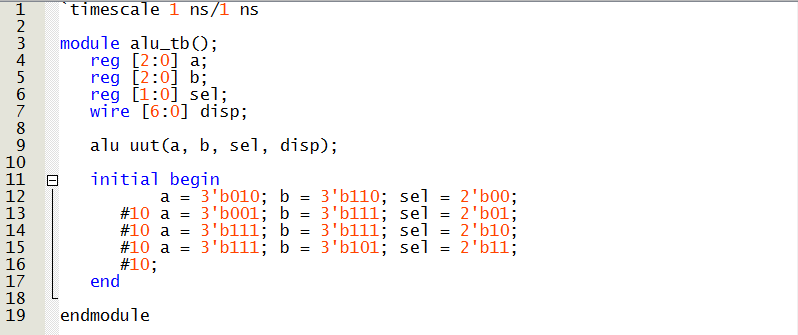 1 `timescale 1 ns/1 ns
2
3 module alu_tb();
4 reg [2:0] a;
5 reg [2:0] b;
6 reg [1:0] sel;
7 wire [6:0] disp;
8
9 alu uut(a, b, sel, disp);
10
11 initial begin
12 a = 3'b010; b = 3'b110; sel = 2'b00;
13 #10 a = 3'b001; b = 3'b111; sel = 2'b01;
14 #10 a = 3'b111; b = 3'b111; sel = 2'b10;
15 #10 a = 3'b111; b = 3'b101; sel = 2'b11;
16 #10;
17 end
18
19 endmodule